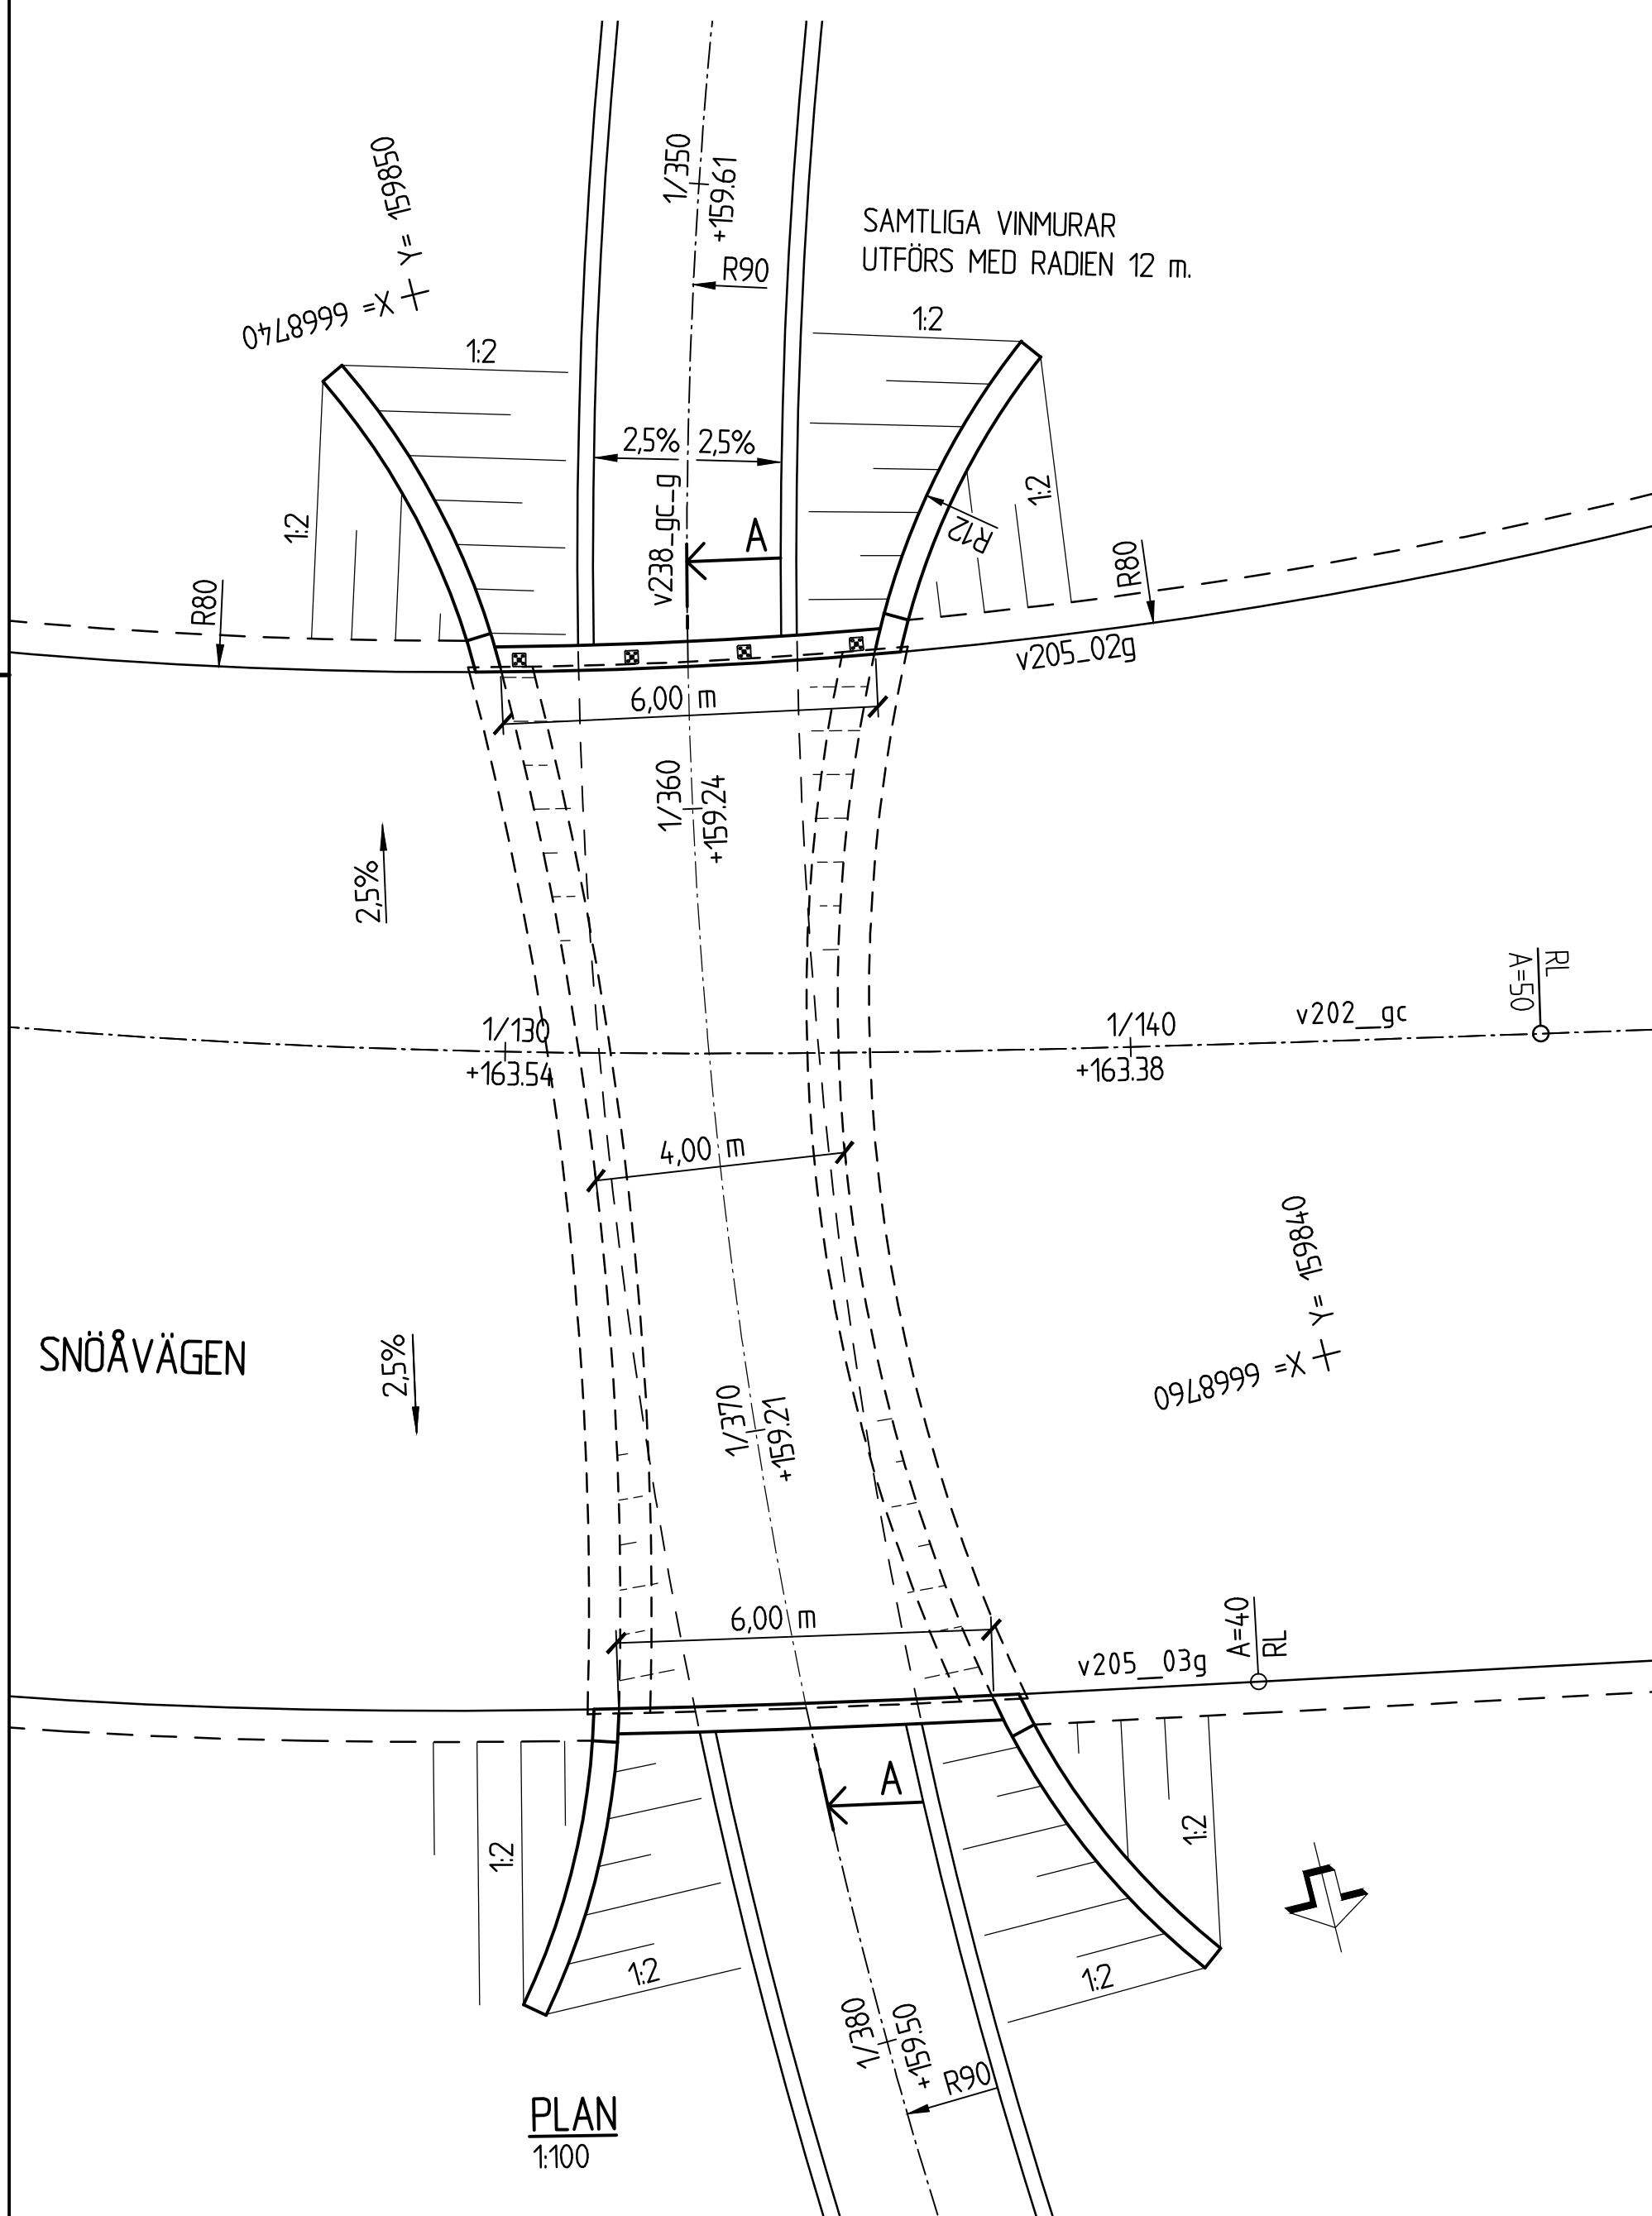 Y= 159850
X= 6668740
1/350
+159.61
R90
SAMTLIGA VINMURAR
UTFÖRS MED RADIEN 12 m.
1:2
1:2
2,5%
2,5%
v238_gc_g
A
1:2
R12
1:2
R80
R80
v205_02g
6,00 m
1/360
+159.24
2,5%
1/130
+163.54
1/140
+163.38
v202__gc
RL
A=50
4,00 m
Y= 159840
X= 6668760
SNÖÅVÄGEN
2,5%
1/370
+159.21
6,00 m
v205__03g
A=40
RL
A
1:2
1:2
1:2
1:2
1/380
+159.50
R90
PLAN
1:100